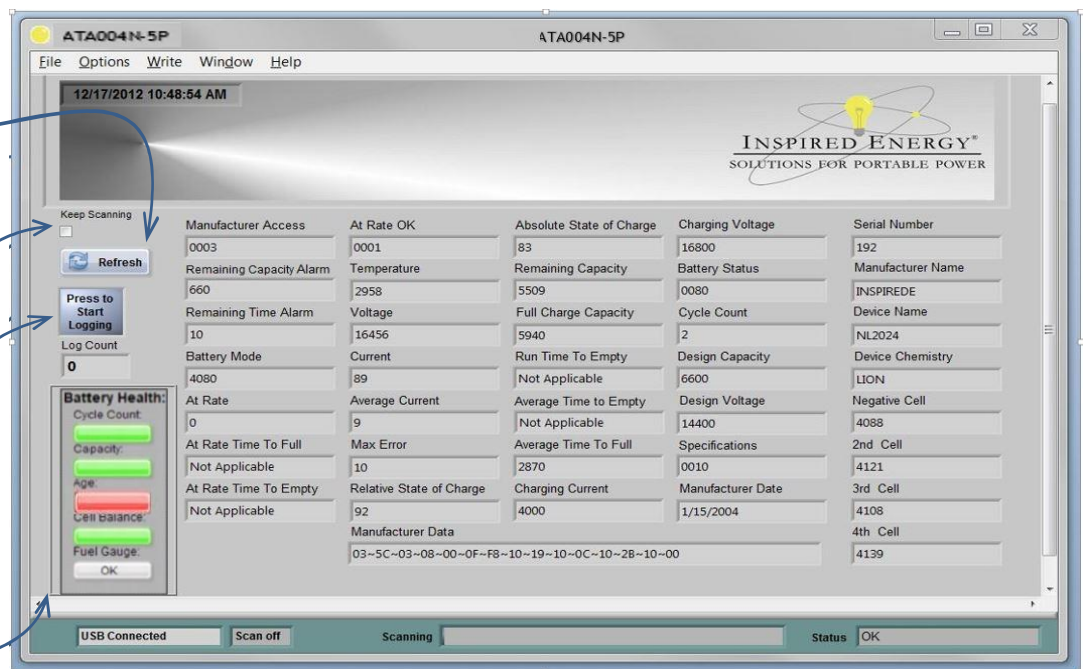 ATA004N-5P
ATA004N-5P
File Options Write Window Help
12/17/2012 10:48:54 AM
INSPIRED ENERGY®
SOLUTIONS FOR PORTABLE POWER
Keep Scanning
Refresh
Press to
Start
Logging
Log Count
0
Battery Health:
Cycle Count:
Capacity:
Age:
Cell Balance:
Fuel Gauge:
OK
Manufacturer Access
0003
Remaining Capacity Alarm
660
Remaining Time Alarm
10
Battery Mode
4080
At Rate
0
At Rate Time To Full
Not Applicable
At Rate Time To Empty
Not Applicable
At Rate OK
0001
Temperature
2958
Voltage
16456
Current
89
Average Current
9
Max Error
10
Relative State of Charge
92
Manufacturer Data
03~5C~03~08~00~0F~F8~10~19~10~0C~10~2B~10~00
Absolute State of Charge
83
Remaining Capacity
5509
Full Charge Capacity
5940
Run Time To Empty
Not Applicable
Average Time to Empty
Not Applicable
Average Time To Full
2870
Charging Current
4000
Charging Voltage
16800
Battery Status
0080
Cycle Count
2
Design Capacity
6600
Design Voltage
14400
Specifications
0010
Manufacturer Date
1/15/2004
Serial Number
192
Manufacturer Name
INSPIREDE
Device Name
NL2024
Device Chemistry
LION
Negative Cell
4088
2nd Cell
4121
3rd Cell
4108
4th Cell
4139
USB Connected
Scan off
Scanning
Status OK